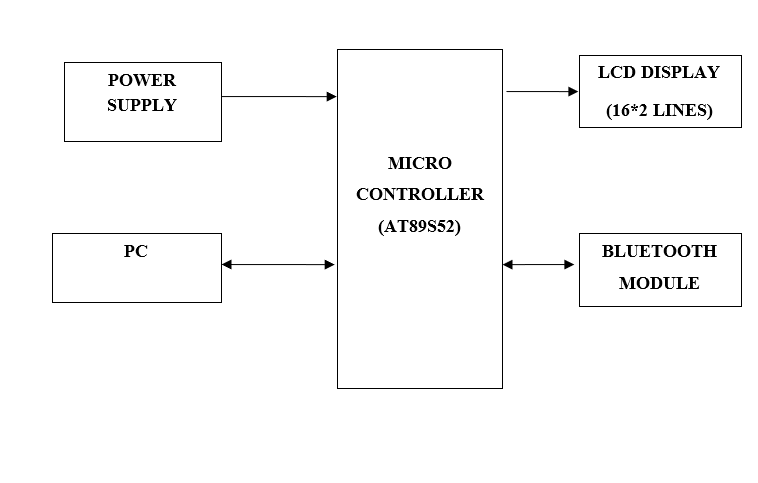 POWER
SUPPLY
LCD DISPLAY
(16*2 LINES)
MICRO
CONTROLLER
(AT89S52)
PC
BLUETOOTH
MODULE